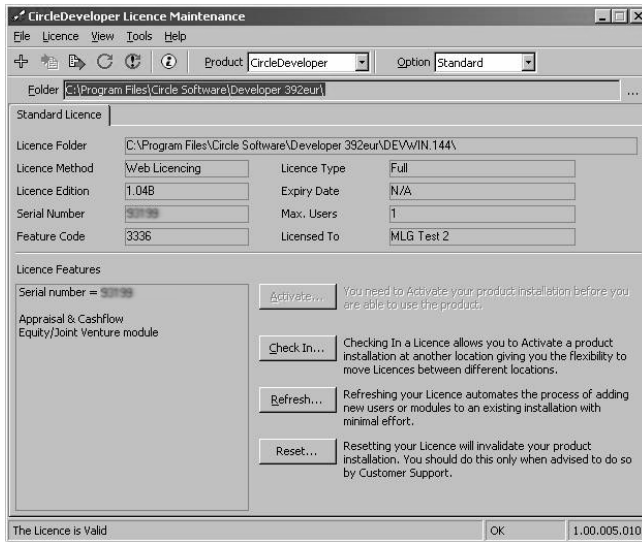 CircleDeveloper Licence Maintenance
File Licence View Tools Help
Product CircleDeveloper Option Standard
Folder C:\Program Files\Circle Software\Developer 392eur\
...
Standard Licence
Licence Folder C:\Program Files\Circle Software\Developer 392eur\DEVWIN.144\
Licence Method Web Licencing Licence Type Full
Licence Edition 1.04B Expiry Date N/A
Serial Number Max. Users 1
Feature Code 3336 Licensed To MLG Test 2
Licence Features
Serial number =
Appraisal & Cashflow
Equity/Joint Venture module
Activate... You need to Activate your product installation before you
are able to use the product.
Check In... Checking In a Licence allows you to Activate a product
installation at another location giving you the flexibility to
move Licences between different locations.
Refresh... Refreshing your Licence automates the process of adding
new users or modules to an existing installation with
minimal effort.
Reset... Resetting your Licence will invalidate your product
installation. You should do this only when advised to do so
by Customer Support.
The Licence is Valid OK 1.00.005.010